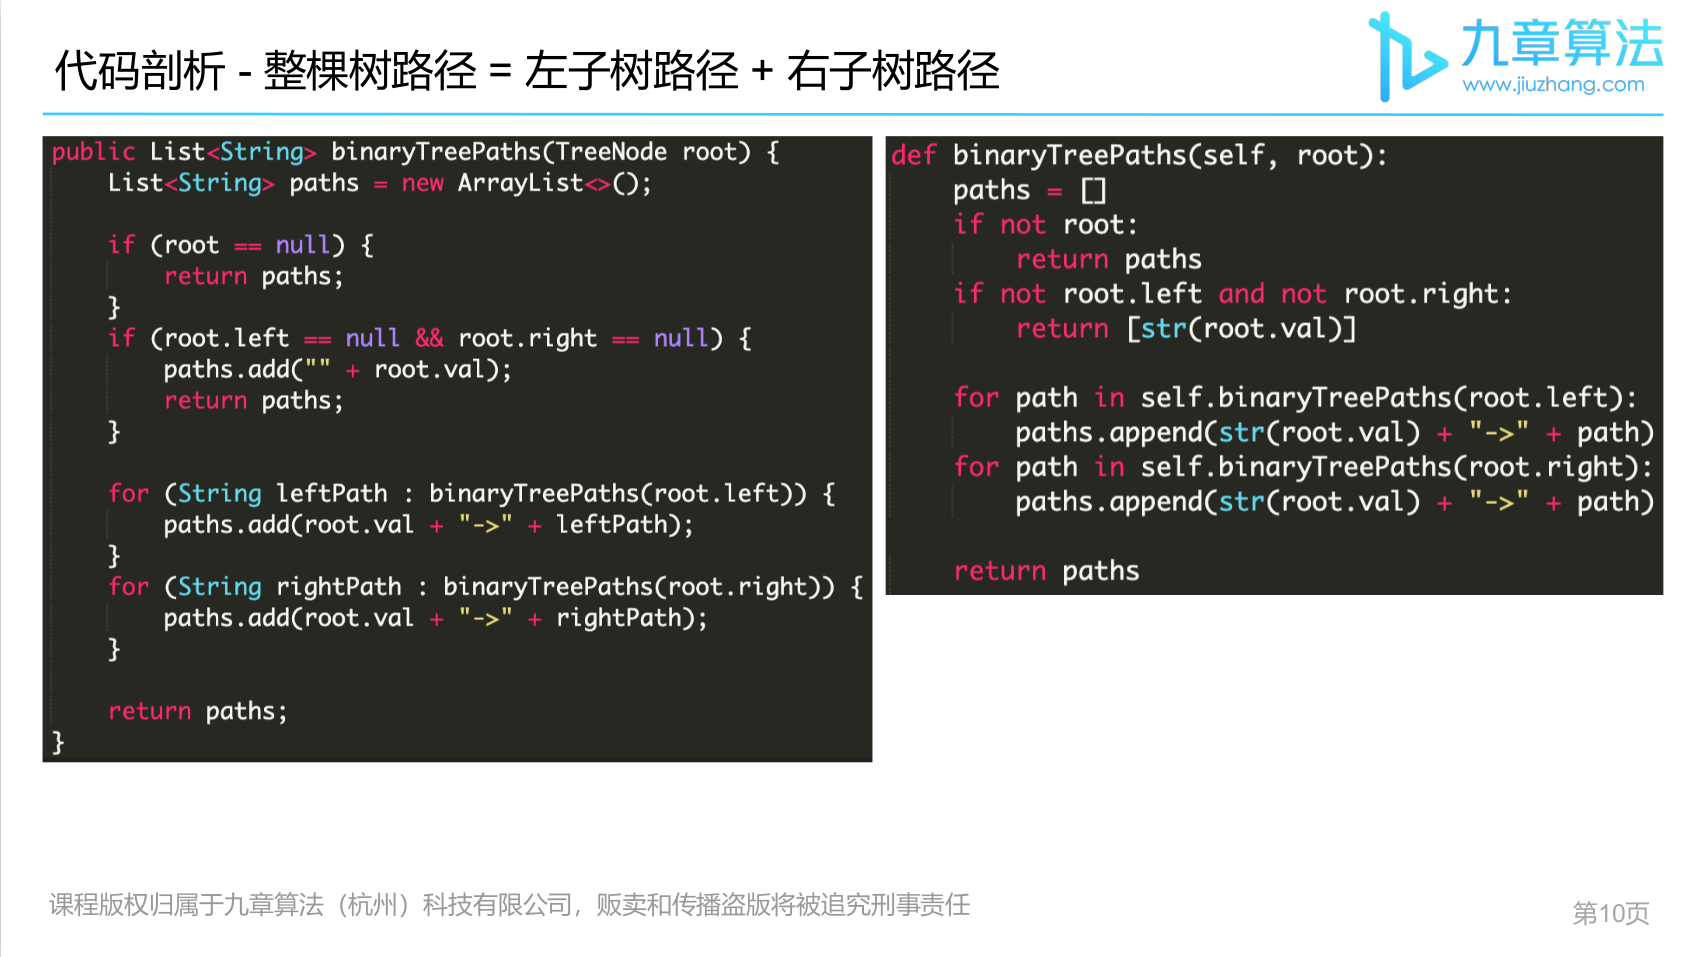 代码剖析 - 整棵树路径 = 左子树路径 + 右子树路径
九章算法
www.jiuzhang.com
public List<String> binaryTreePaths(TreeNode root) {
    List<String> paths = new ArrayList<>();

    if (root == null) {
        return paths;
    }
    if (root.left == null && root.right == null) {
        paths.add("" + root.val);
        return paths;
    }

    for (String leftPath : binaryTreePaths(root.left)) {
        paths.add(root.val + "->" + leftPath);
    }
    for (String rightPath : binaryTreePaths(root.right)) {
        paths.add(root.val + "->" + rightPath);
    }

    return paths;
}
def binaryTreePaths(self, root):
    paths = []
    if not root:
        return paths
    if not root.left and not root.right:
        return [str(root.val)]

    for path in self.binaryTreePaths(root.left):
        paths.append(str(root.val) + "->" + path)
    for path in self.binaryTreePaths(root.right):
        paths.append(str(root.val) + "->" + path)

    return paths
课程版权归属于九章算法（杭州）科技有限公司，贩卖和传播盗版将被追究刑事责任
第10页